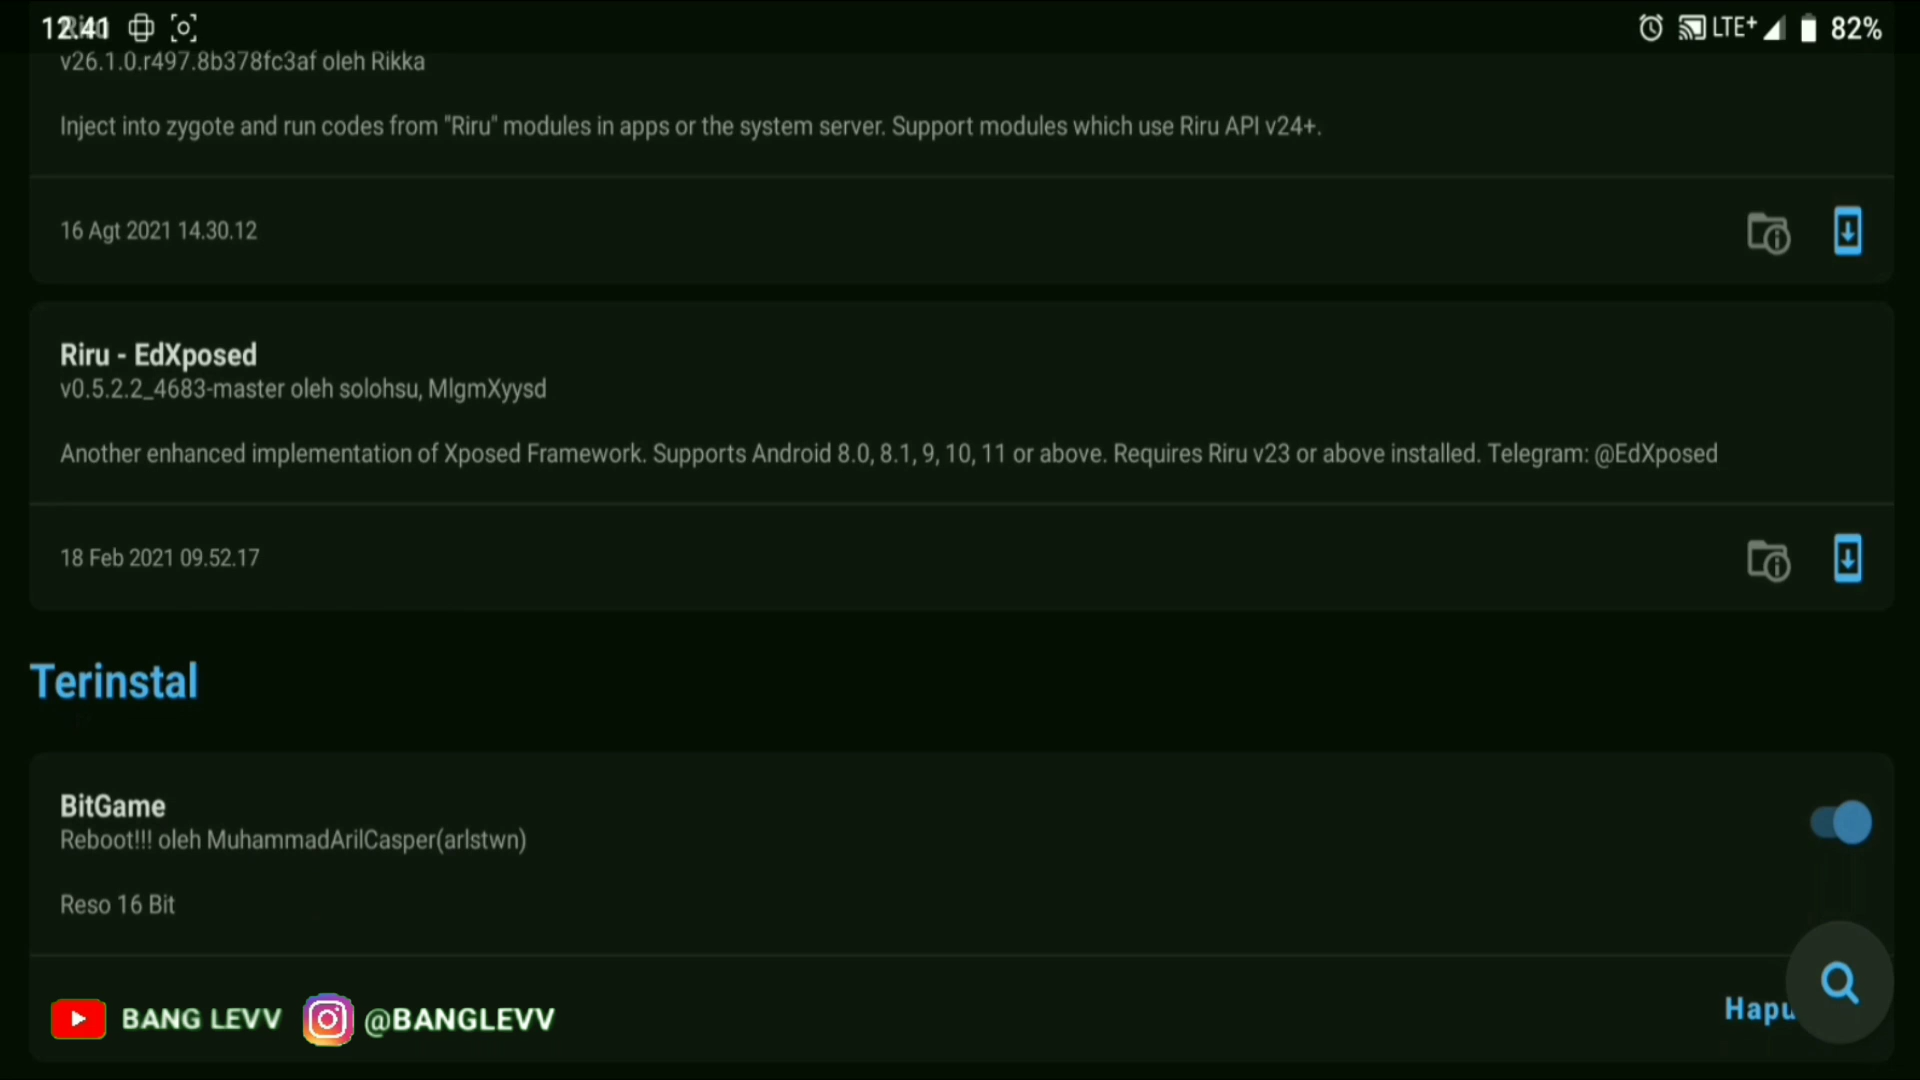 12.41 LTE+ 82%
v26.1.0.r497.8b378fc3af oleh Rikka
Inject into zygote and run codes from "Riru" modules in apps or the system server. Support modules which use Riru API v24+.
16 Agt 2021 14.30.12
Riru - EdXposed
v0.5.2.2_4683-master oleh solohsu, MlgmXyysd
Another enhanced implementation of Xposed Framework. Supports Android 8.0, 8.1, 9, 10, 11 or above. Requires Riru v23 or above installed. Telegram: @EdXposed
18 Feb 2021 09.52.17
Terinstal
BitGame
Reboot!!! oleh MuhammadArilCasper(arlstwn)
Reso 16 Bit
BANG LEVV @BANGLEVV
Hapu